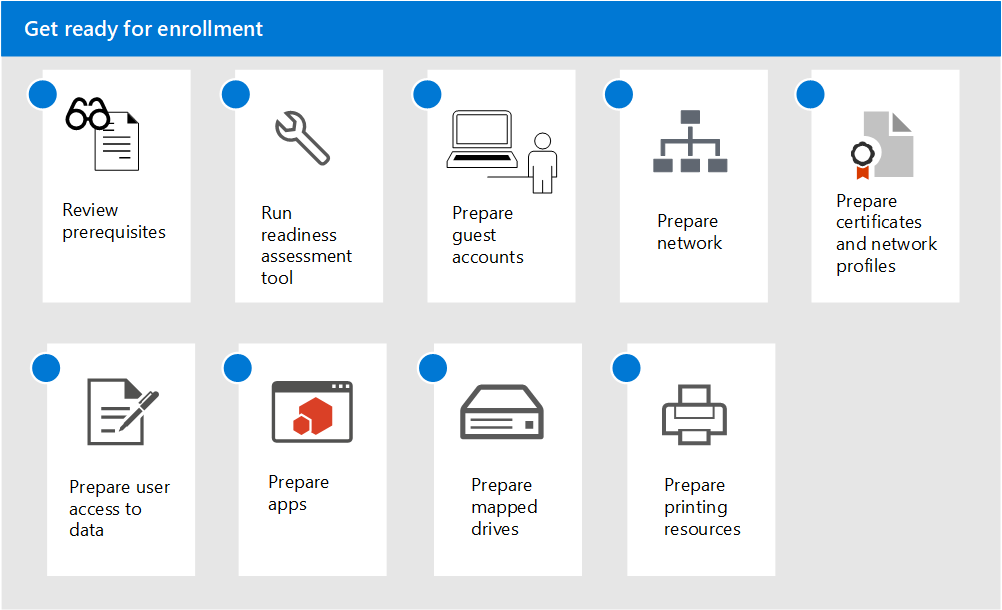 Get ready for enrollment
Review
prerequisites
Run
readiness
assessment
tool
Prepare
guest
accounts
Prepare
network
Prepare
certificates
and network
profiles
Prepare user
access to
data
Prepare
apps
Prepare
mapped
drives
Prepare
printing
resources